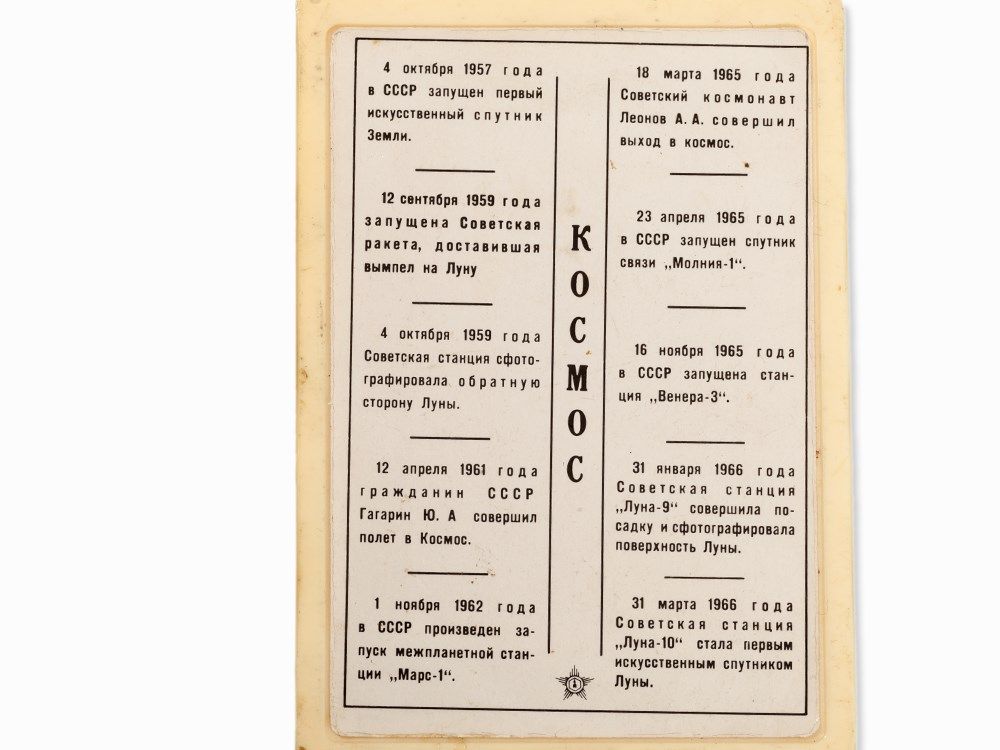 4 октября 1957 года
в СССР запущен первый
искусственный спутник
Земли.
12 сентября 1959 года
запущена Советская
ракета, доставившая
вымпел на Луну
4 октября 1959 года
Советская станция сфото-
графировала обратную
сторону Луны.
12 апреля 1961 года
гражданин СССР
Гагарин Ю. А совершил
полет в Космос.
1 ноября 1962 года
в СССР произведен за-
пуск межпланетной стан-
ции „Марс-1“.
КОСМОС
18 марта 1965 года
Советский космонавт
Леонов А. А. совершил
выход в космос.
23 апреля 1965 года
в СССР запущен спутник
связи „Молния-1“.
16 ноября 1965 года
в СССР запущена стан-
ция „Венера-3“.
31 января 1966 года
Советская станция
„Луна-9“ совершила по-
садку и сфотографировала
поверхность Луны.
31 марта 1966 года
Советская станция
„Луна-10“ стала первым
искусственным спутником
Луны.